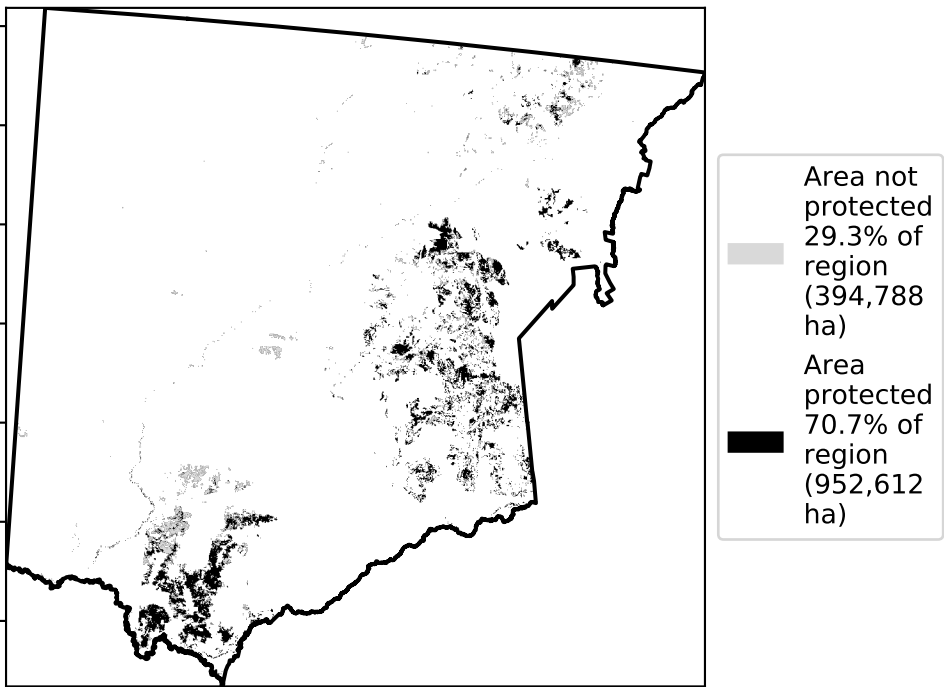 Area not
protected
29.3% of
region
(394,788
ha)
Area
protected
70.7% of
region
(952,612
ha)